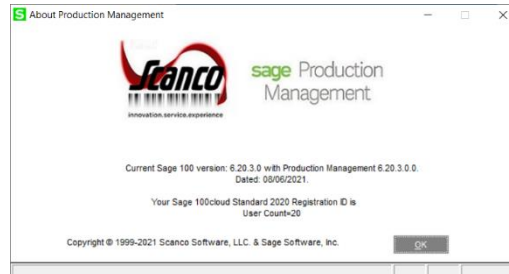 About Production Management
Scanco
innovation.service.experience
sage Production
Management
Current Sage 100 version: 6.20.3.0 with Production Management 6.20.3.0.0.
Dated: 08/06/2021.
Your Sage 100cloud Standard 2020 Registration ID is
User Count=20
Copyright © 1999-2021 Scanco Software, LLC. & Sage Software, Inc.
OK